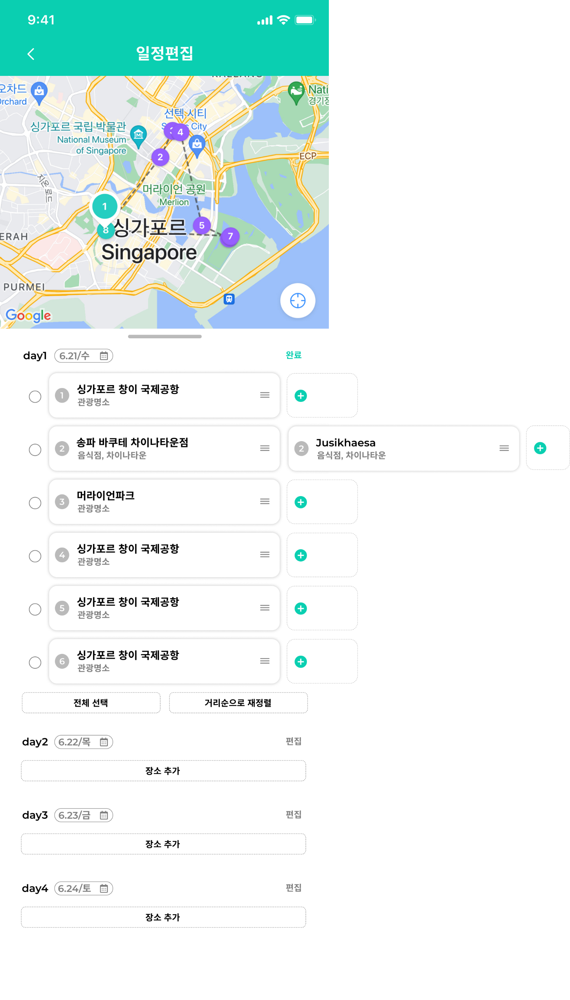 9:41
일정편집
오차드
Orchard
Nati
경기장
선텍 시티
City
4
싱가포르 국립 박물관
National Museum
of Singapore
2
ECP
지온 로드
머라이언 공원
Merlion
1
8
싱가포르
Singapore
5
7
ERAH
PURMEI
Google
day1
6.21/수
완료
1
싱가포르 창이 국제공항
관광명소
2
송파 바쿠테 차이나타운점
음식점, 차이나타운
2
Jusikhaesa
음식점, 차이나타운
3
머라이언파크
관광명소
4
싱가포르 창이 국제공항
관광명소
5
싱가포르 창이 국제공항
관광명소
6
싱가포르 창이 국제공항
관광명소
전체 선택
거리순으로 재정렬
day2
6.22/목
편집
장소 추가
day3
6.23/금
편집
장소 추가
day4
6.24/토
편집
장소 추가